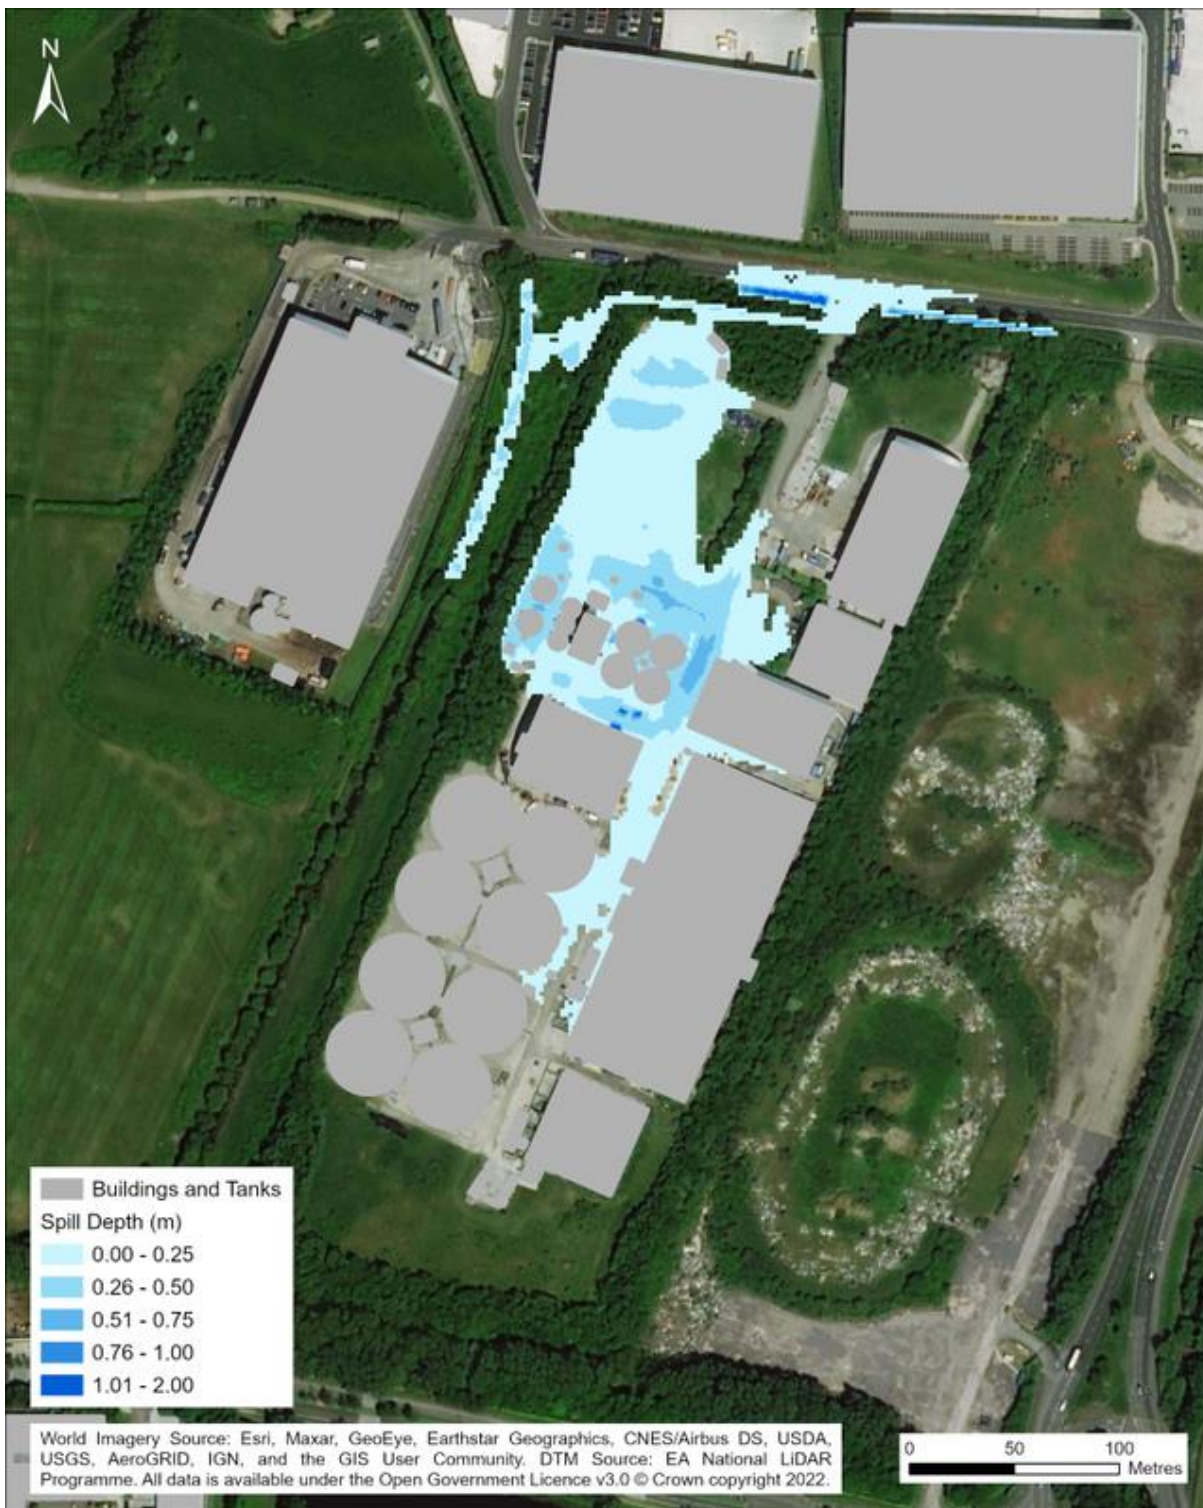 N
Buildings and Tanks
Spill Depth (m)
0.00 - 0.25
0.26 - 0.50
0.51 - 0.75
0.76 - 1.00
1.01 - 2.00
World Imagery Source: Esri, Maxar, GeoEye, Earthstar Geographics, CNES/Airbus DS, USDA,
USGS, AeroGRID, IGN, and the GIS User Community. DTM Source: EA National LiDAR
Programme. All data is available under the Open Government Licence v3.0 © Crown copyright 2022.
0 50 100
Metres